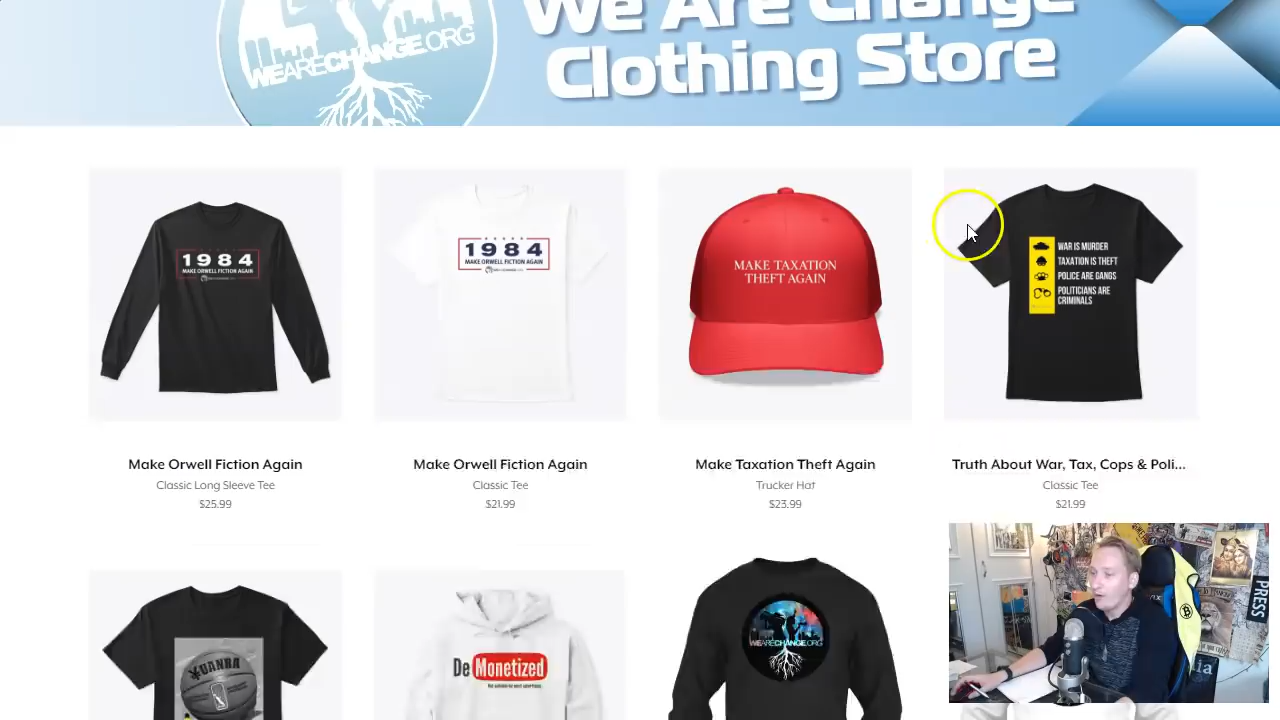 We Are Change
Clothing Store
WEARECHANGE.ORG
1984
MAKE ORWELL FICTION AGAIN
1984
MAKE ORWELL FICTION AGAIN
MAKE TAXATION
THEFT AGAIN
WAR IS MURDER
TAXATION IS THEFT
POLICE ARE GANGS
POLITICIANS ARE
CRIMINALS
Make Orwell Fiction Again
Classic Long Sleeve Tee
$25.99
Make Orwell Fiction Again
Classic Tee
$21.99
Make Taxation Theft Again
Trucker Hat
$23.99
Truth About War, Tax, Cops & Poli...
Classic Tee
$21.99
¥UANBA
DeMonetized
WEARECHANGE.ORG
PRESS